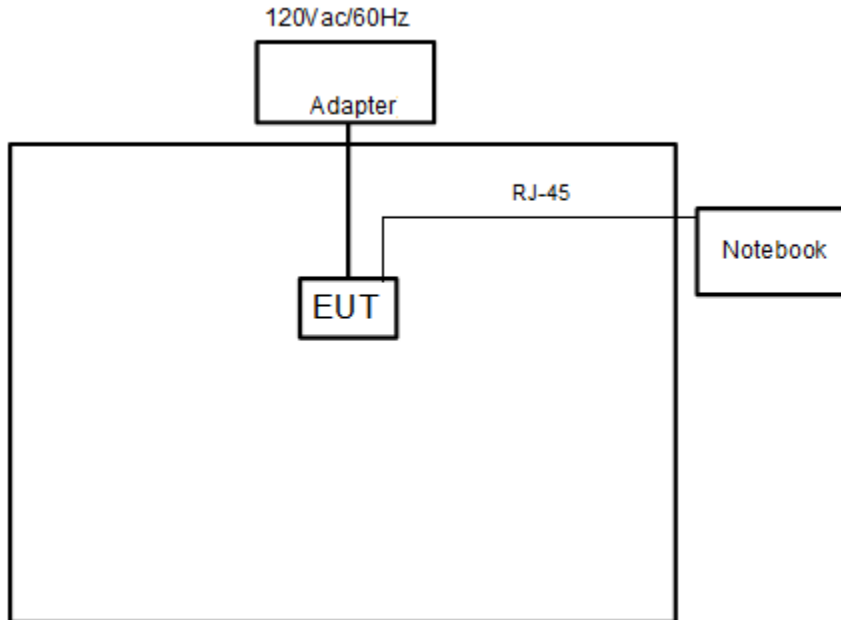 120Vac/60Hz
Adapter
RJ-45
Notebook
EUT